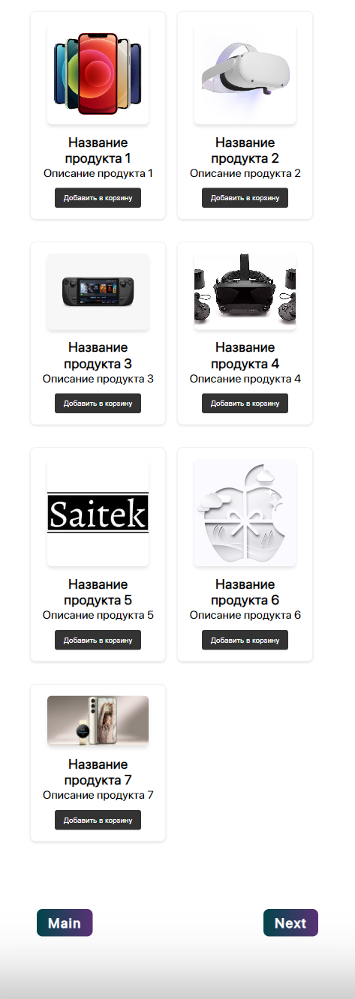 Название
продукта 1
Описание продукта 1
Добавить в корзину
Название
продукта 2
Описание продукта 2
Добавить в корзину
Название
продукта 3
Описание продукта 3
Добавить в корзину
Название
продукта 4
Описание продукта 4
Добавить в корзину
Saitek
Название
продукта 5
Описание продукта 5
Добавить в корзину
Название
продукта 6
Описание продукта 6
Добавить в корзину
Название
продукта 7
Описание продукта 7
Добавить в корзину
Main
Next